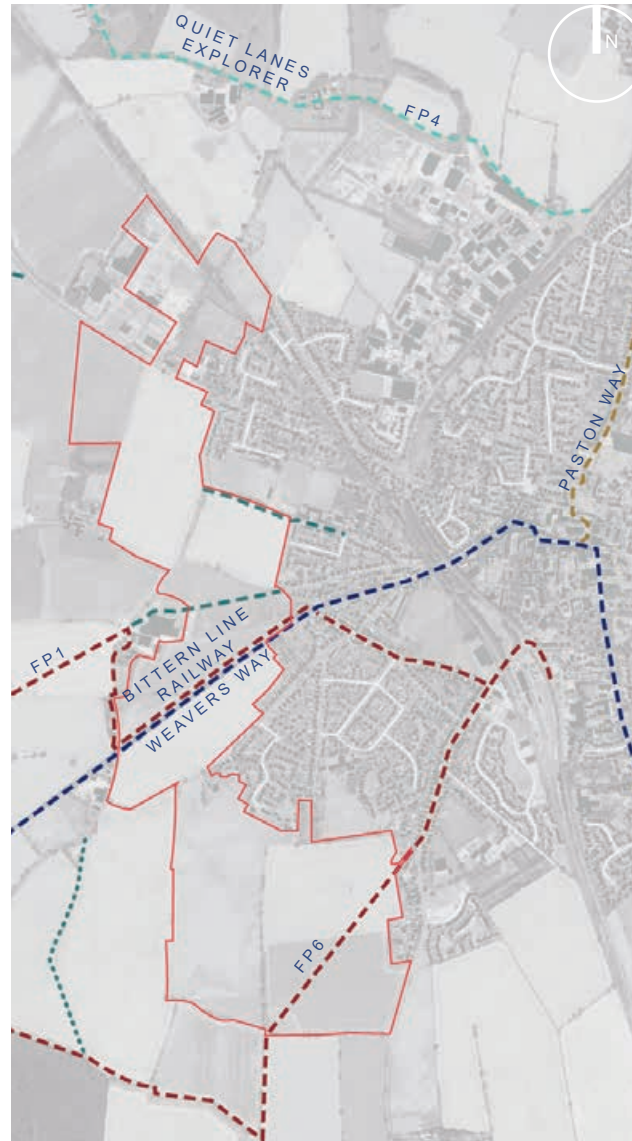 QUIET LANES
EXPLORER
N
FP4
PASTON WAY
FP1
BITTERN LINE
RAILWAY
WEAVERS WAY
FP6